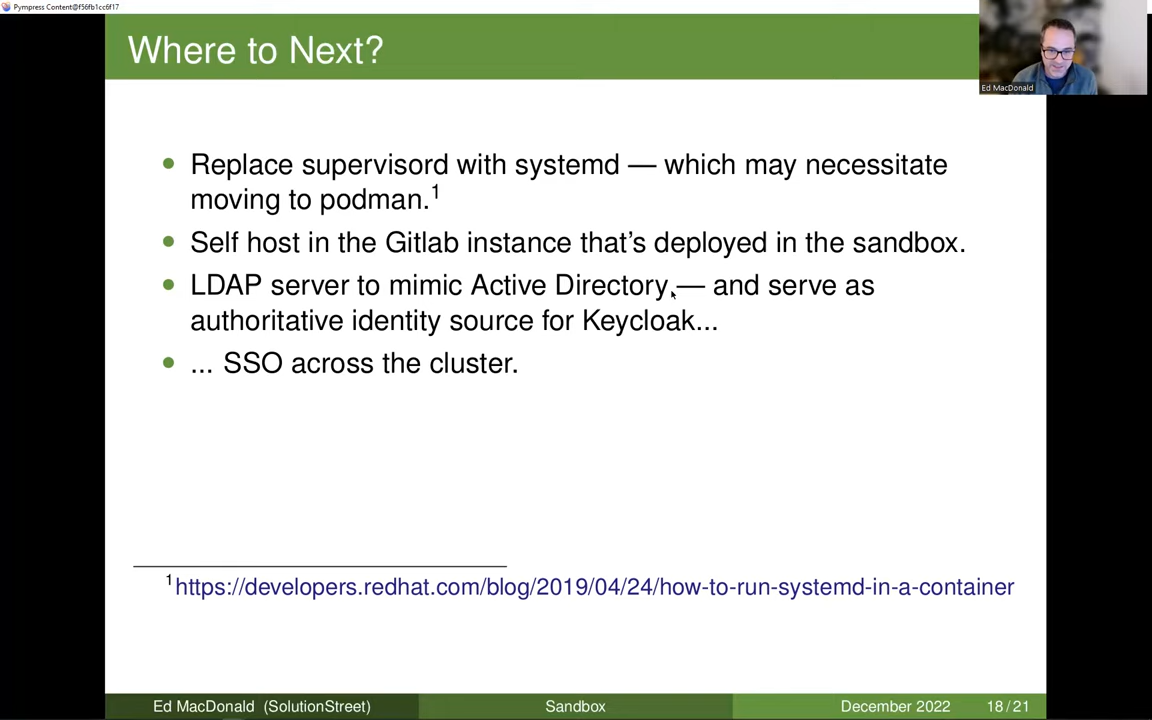 Pympress Content@f56fb1cc6f17
Where to Next?
Ed MacDonald
• Replace supervisord with systemd — which may necessitate
moving to podman.1
• Self host in the Gitlab instance that's deployed in the sandbox.
• LDAP server to mimic Active Directory — and serve as
authoritative identity source for Keycloak...
• ... SSO across the cluster.
1https://developers.redhat.com/blog/2019/04/24/how-to-run-systemd-in-a-container
Ed MacDonald (SolutionStreet) Sandbox December 2022 18/21